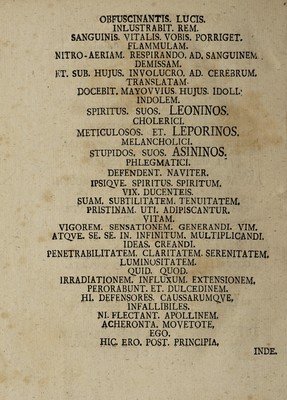 OBFUSCINANTIS. LUCIS.
INLUSTRABIT. REM.
SANGUINIS. VITALIS. VOBIS. PORRIGET.
FLAMMULAM.
NITRO-AERIAM. RESPIRANDO. AD. SANGUINEM.
DEMISSAM.
ET. SUB. HUJUS. INVOLUCRO. AD. CEREBRUM.
TRANSLATAM.
DOCEBIT. MAYOVVIUS. HUJUS. IDOLI.
INDOLEM.
SPIRITUS. SUOS. LEONINOS.
CHOLERICI.
METICULOSOS. ET. LEPORINOS.
MELANCHOLICI.
STUPIDOS. SUOS. ASININOS.
PHLEGMATICI.
DEFENDENT. NAVITER.
IPSIQVE. SPIRITUS. SPIRITUM.
VIX. DUCENTEIS.
SUAM. SUBTILITATEM. TENUITATEM.
PRISTINAM. UTI. ADIPISCANTUR.
VITAM.
VIGOREM. SENSATIONEM. GENERANDI. VIM.
ATQVE. SE. SE. IN. INFINITUM. MULTIPLICANDI.
IDEAS. CREANDI.
PENETRABILITATEM. CLARITATEM. SERENITATEM.
LUMINOSITATEM.
QUID. QUOD.
IRRADIATIONEM. INFLUXUM. EXTENSIONEM.
PERORABUNT. ET. DULCEDINEM.
HI. DEFENSORES. CAUSSARUMQVE.
INFALLIBILES.
NI. FLECTANT. APOLLINEM.
ACHERONTA. MOVETOTE.
EGO.
HIC. ERO. POST. PRINCIPIA.
INDE.